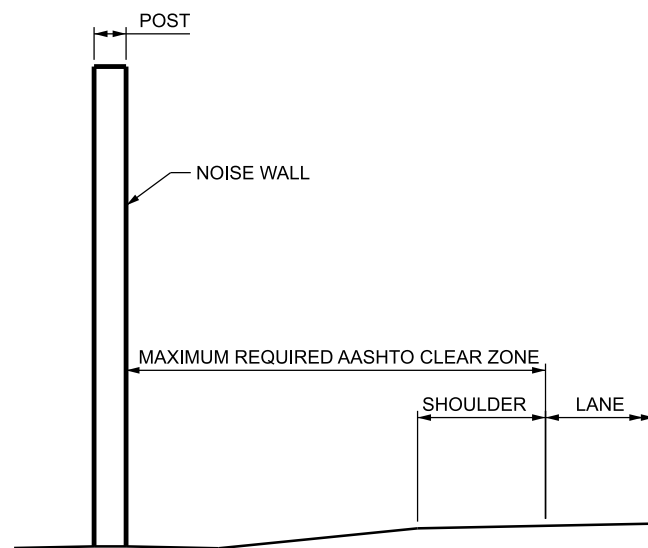 POST
NOISE WALL
MAXIMUM REQUIRED AASHTO CLEAR ZONE
SHOULDER
LANE